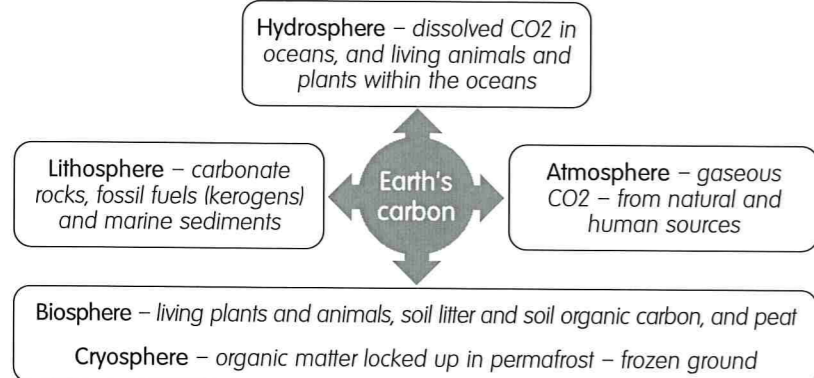 Hydrosphere – dissolved CO2 in
oceans, and living animals and
plants within the oceans
Lithosphere – carbonate
rocks, fossil fuels (kerogens)
and marine sediments
Earth's
carbon
Atmosphere – gaseous
CO2 – from natural and
human sources
Biosphere – living plants and animals, soil litter and soil organic carbon, and peat
Cryosphere – organic matter locked up in permafrost – frozen ground